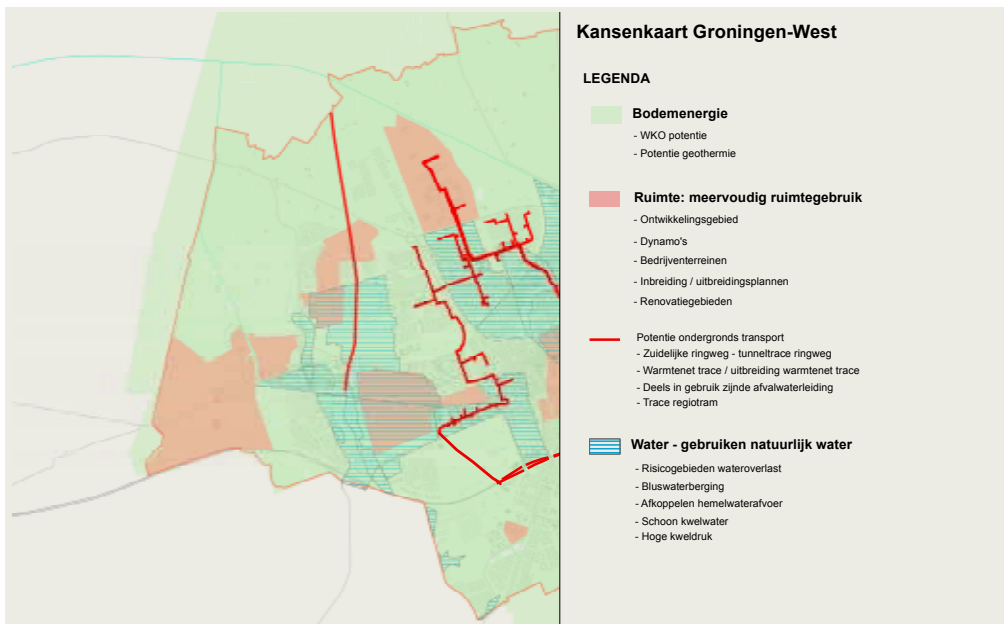 Kansenkaart Groningen-West
LEGENDA
Bodemenergie
- WKO potentie
- Potentie geothermie
Ruimte: meervoudig ruimtegebruik
- Ontwikkelingsgebied
- Dynamo's
- Bedrijventerreinen
- Inbreiding / uitbreidingsplannen
- Renovatiegebieden
Potentie ondergronds transport
- Zuidelijke ringweg - tunneltrace ringweg
- Warmtenet trace / uitbreiding warmtenet trace
- Deels in gebruik zijnde afvalwaterleiding
- Trace regiotram
Water - gebruiken natuurlijk water
- Risicogebieden wateroverlast
- Bluswaterberging
- Afkoppelen hemelwaterafvoer
- Schoon kwelwater
- Hoge kweldruk